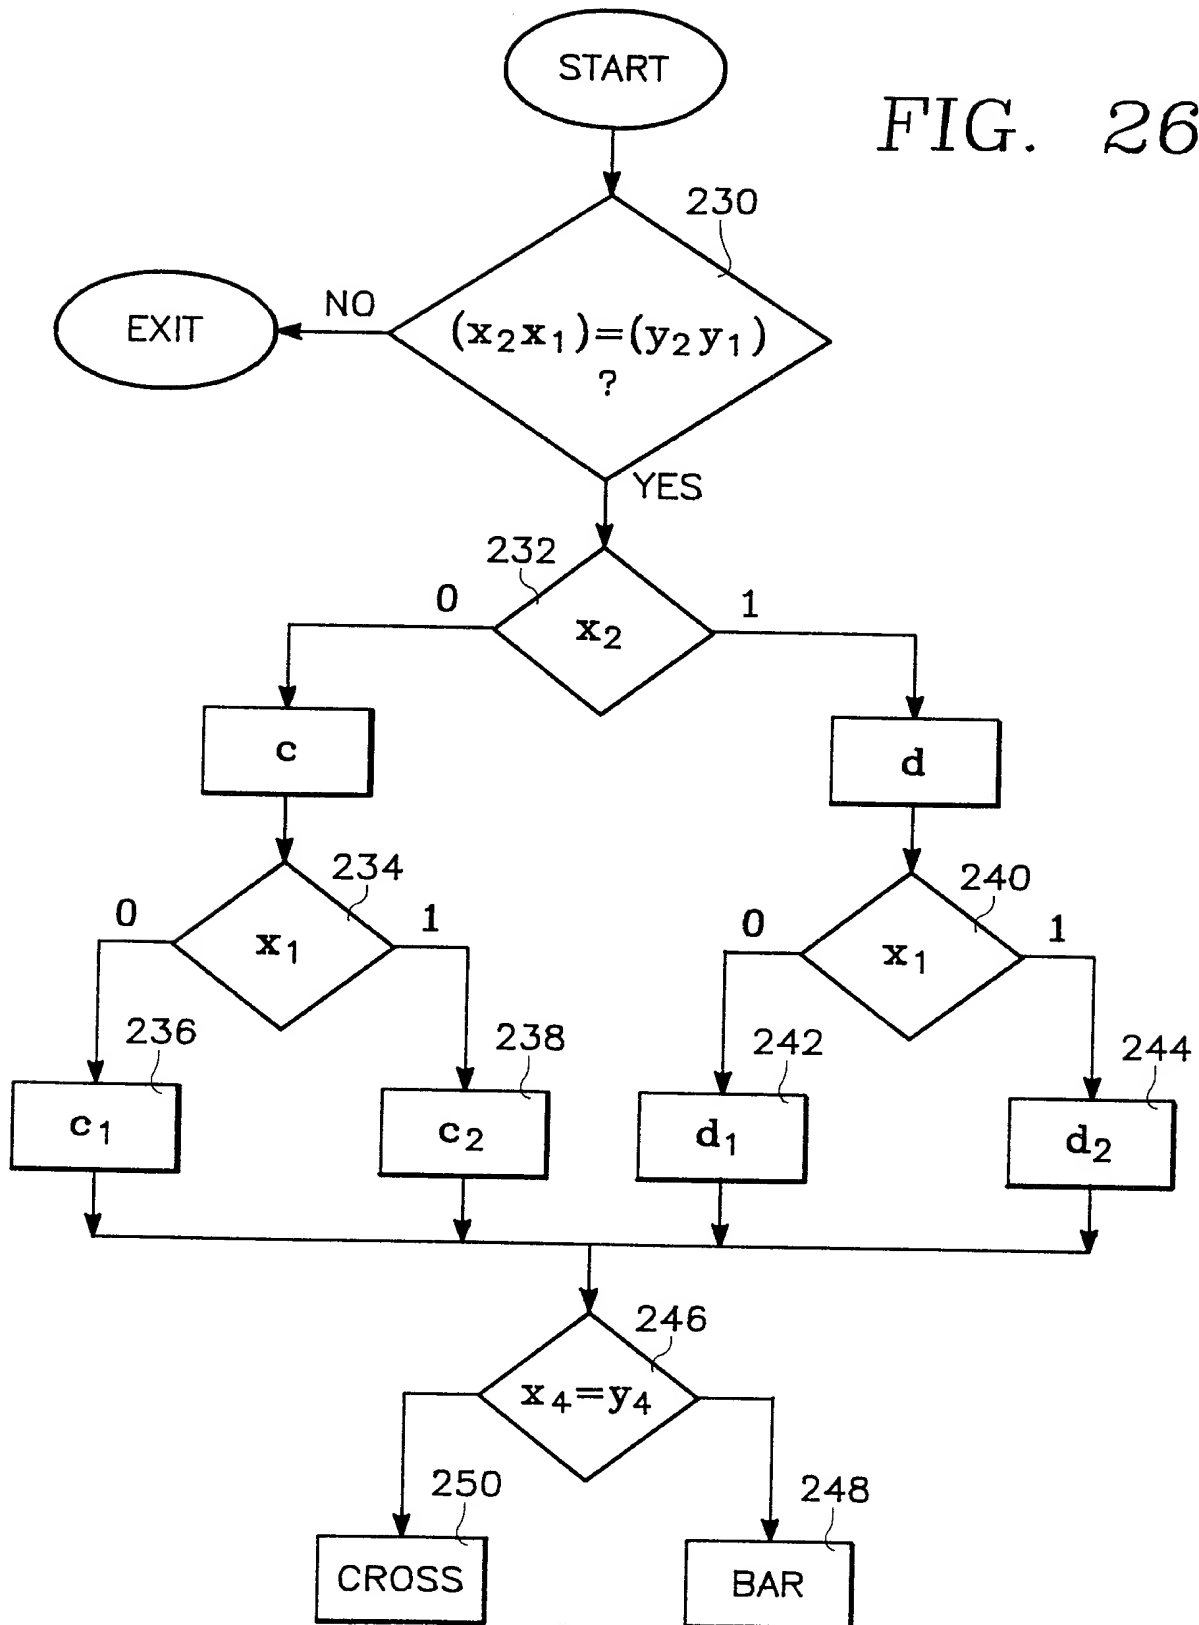 START
FIG. 26
230
EXIT
NO
(x₂x₁)=(y₂y₁)
?
YES
232
0
x₂
1
c
d
234
0
x₁
1
240
0
x₁
1
236
c₁
238
c₂
242
d₁
244
d₂
246
x₄=y₄
250
CROSS
248
BAR